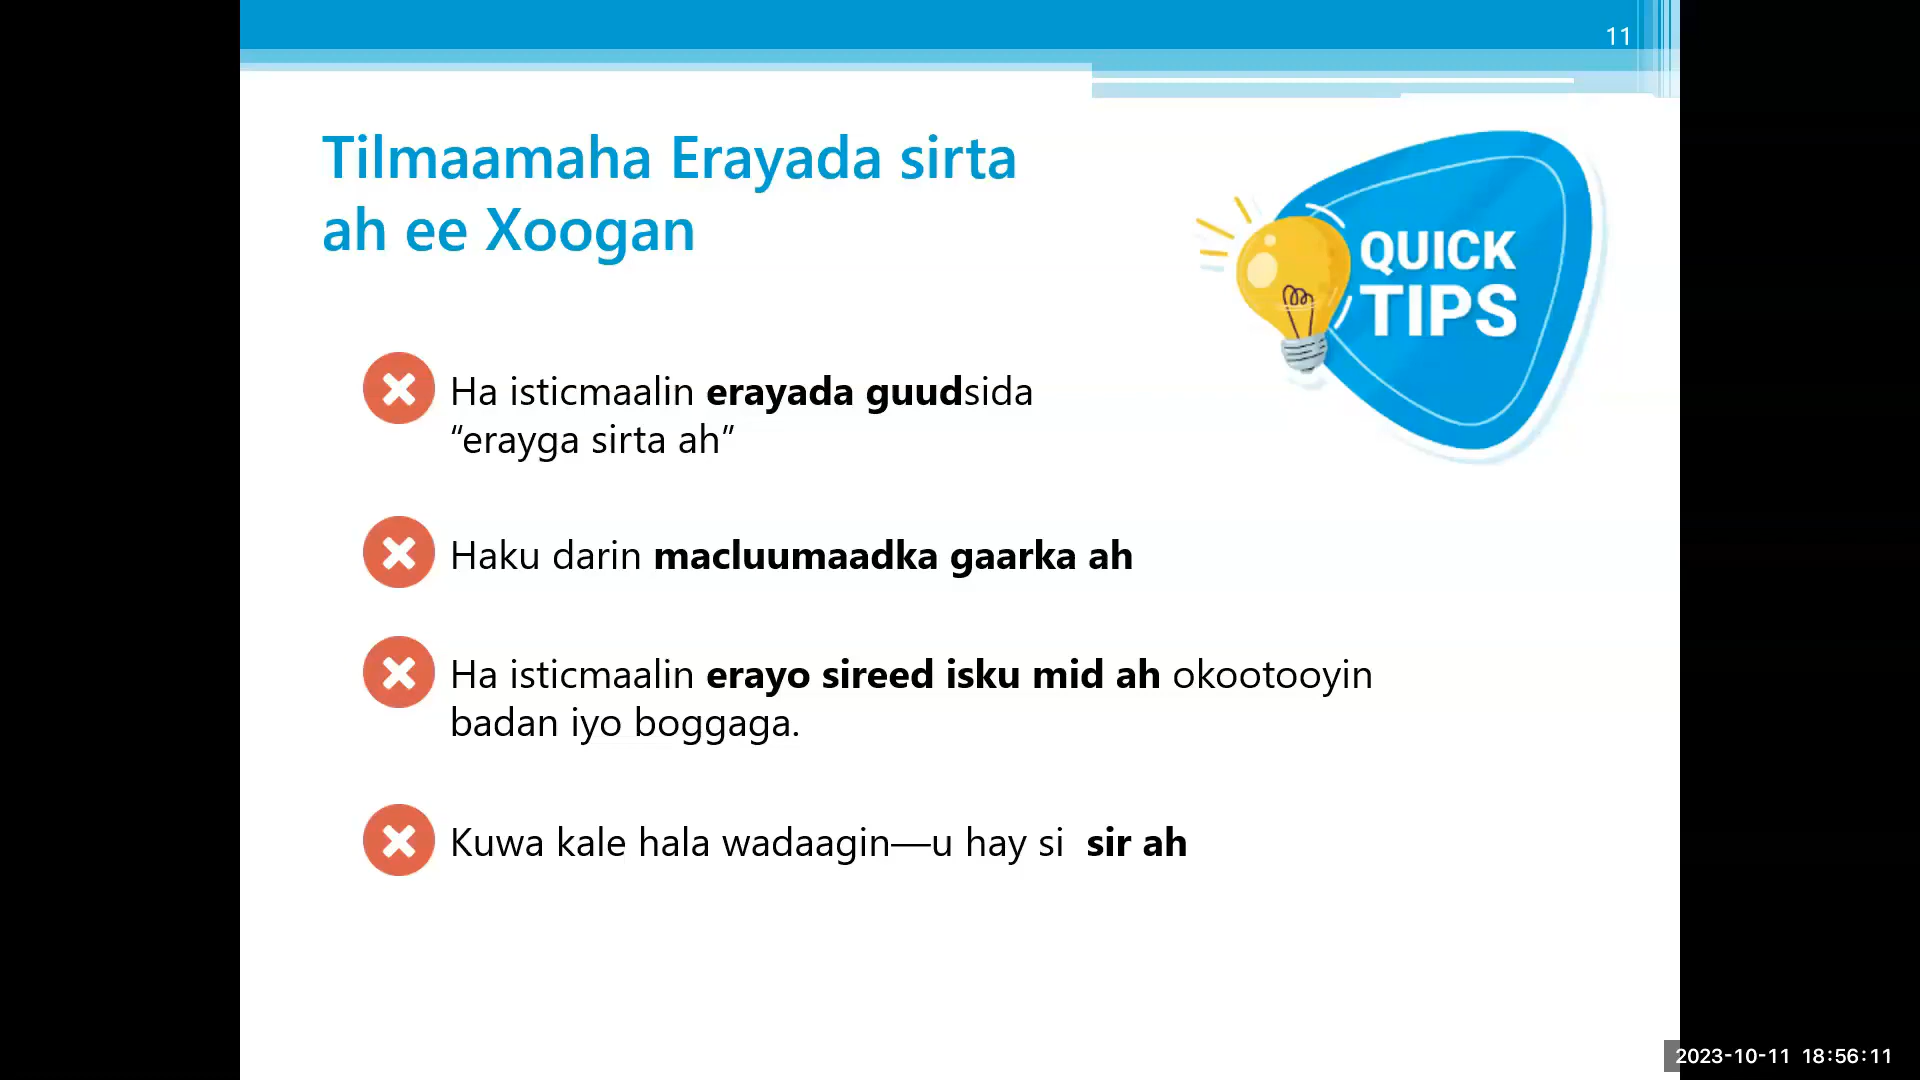 11
Tilmaamaha Erayada sirta
ah ee Xoogan
QUICK
TIPS
Ha isticmaalin erayada guudsida
“erayga sirta ah”
Haku darin macluumaadka gaarka ah
Ha isticmaalin erayo sireed isku mid ah okootooyin
badan iyo boggaga.
Kuwa kale hala wadaagin—u hay si sir ah
2023-10-11 18:56:11